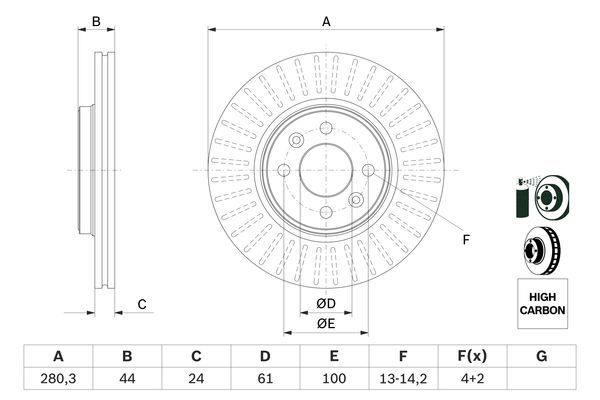 B
A
C
F
ØD
ØE
HIGH
CARBON
A B C D E F F(x) G
280,3 44 24 61 100 13-14,2 4+2